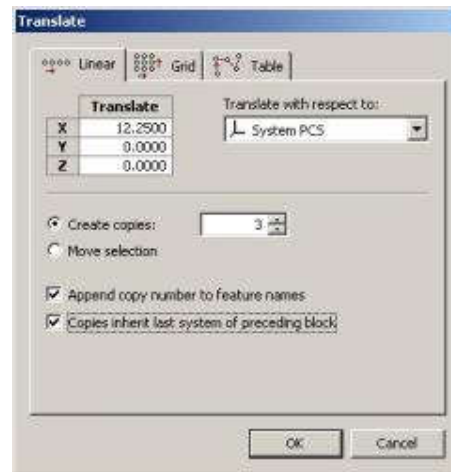 Translate
Linear Grid Table
Translate
X 12.2500
Y 0.0000
Z 0.0000
Translate with respect to:
System PCS
Create copies: 3
Move selection
Append copy number to feature names
Copies inherit last system of preceding block
OK Cancel